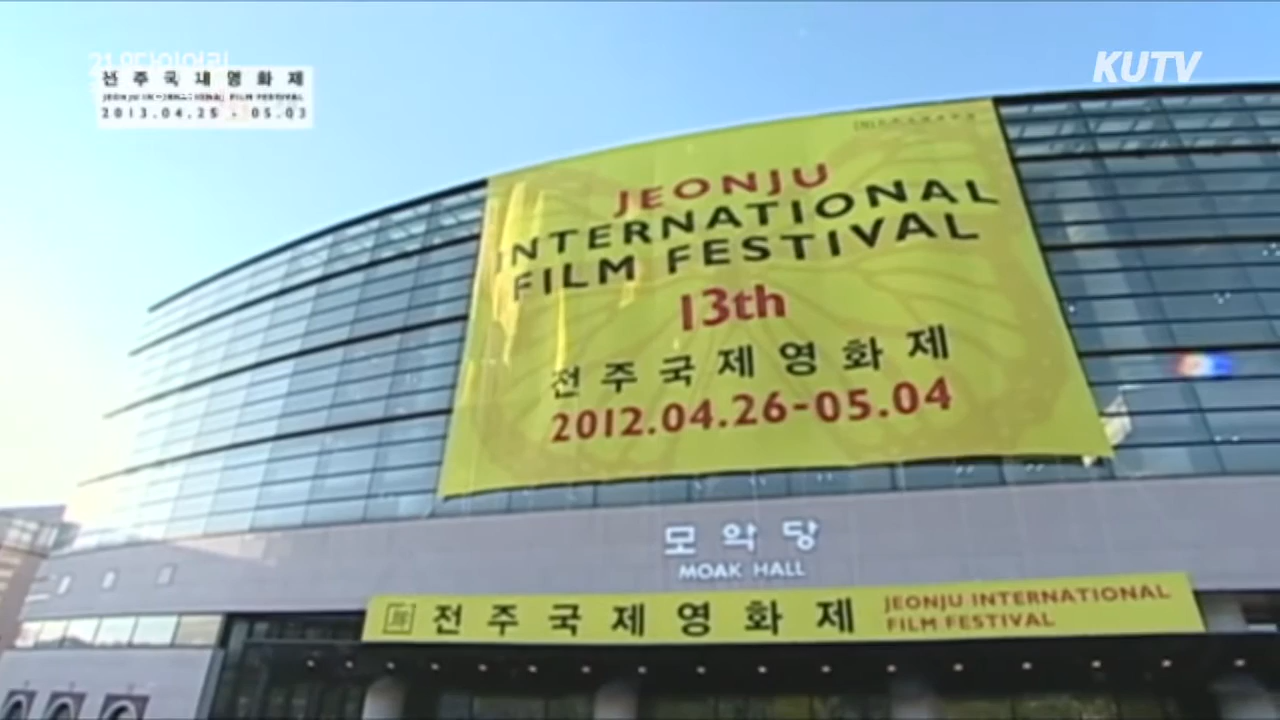 전주국제영화제
2013.04.25 - 05.03
KUTV
JEONJU
INTERNATIONAL
FILM FESTIVAL
13th
전주국제영화제
2012.04.26-05.04
모악당
MOAK HALL
전주국제영화제
JEONJU INTERNATIONAL
FILM FESTIVAL